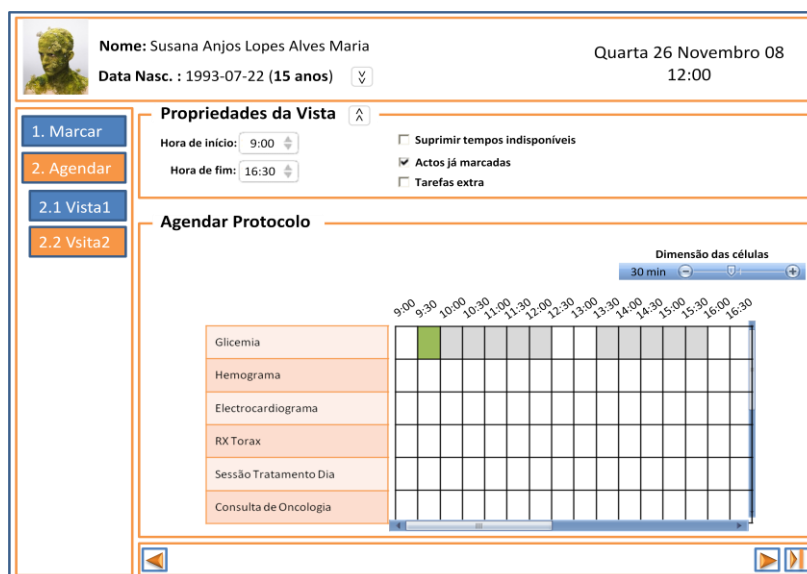 Nome: Susana Anjos Lopes Alves Maria
Data Nasc. : 1993-07-22 (15 anos)
Quarta 26 Novembro 08
12:00
1. Marcar
2. Agendar
2.1 Vista1
2.2 Vsita2
Propriedades da Vista
Hora de início: 9:00
Hora de fim: 16:30
Suprimir tempos indisponíveis
Actos já marcadas
Tarefas extra
Agendar Protocolo
Dimensão das células
30 min
9:00 9:30 10:00 10:30 11:00 11:30 12:00 12:30 13:00 13:30 14:00 14:30 15:00 15:30 16:00 16:30
Glicemia
Hemograma
Electrocardiograma
RX Torax
Sessão Tratamento Dia
Consulta de Oncologia